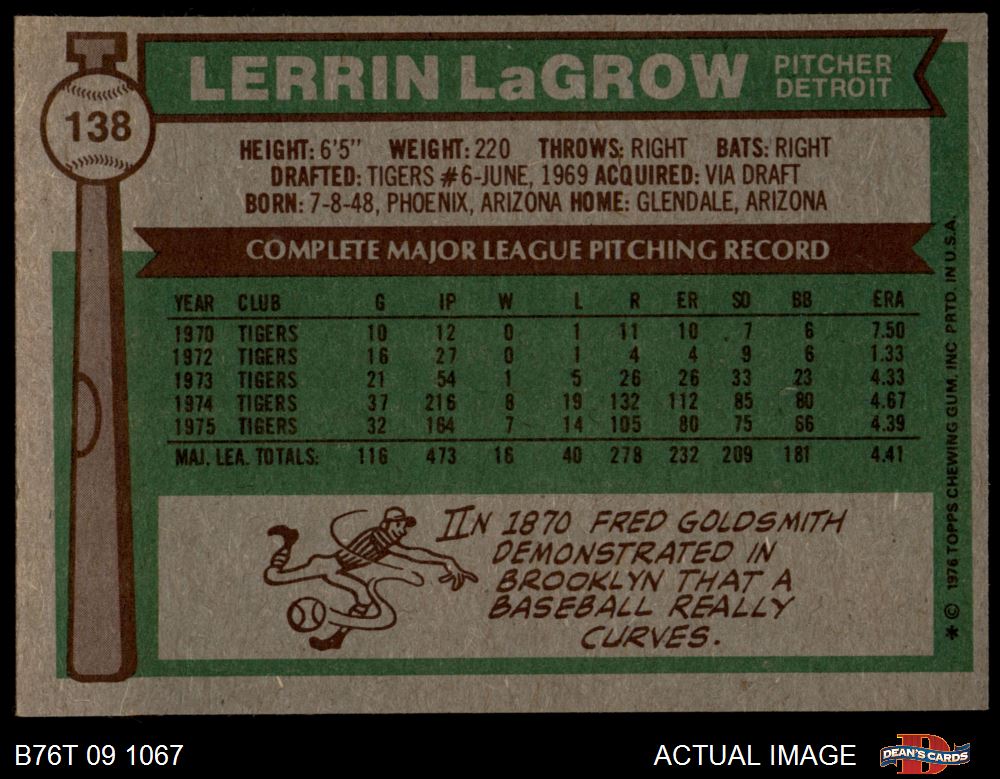 LERRIN LaGROW
PITCHER
DETROIT
138
HEIGHT: 6'5" WEIGHT: 220 THROWS: RIGHT BATS: RIGHT
DRAFTED: TIGERS #6-JUNE, 1969 ACQUIRED: VIA DRAFT
BORN: 7-8-48, PHOENIX, ARIZONA HOME: GLENDALE, ARIZONA
COMPLETE MAJOR LEAGUE PITCHING RECORD
YEAR CLUB G IP W L R ER SO BB ERA
1970 TIGERS 10 12 0 1 11 10 7 6 7.50
1972 TIGERS 16 27 0 1 4 4 9 6 1.33
1973 TIGERS 21 54 1 5 26 26 33 23 4.33
1974 TIGERS 37 216 8 19 132 112 85 80 4.67
1975 TIGERS 32 164 7 14 105 80 75 66 4.39
MAJ. LEA. TOTALS: 116 473 16 40 278 232 209 181 4.41
IN 1870 FRED GOLDSMITH
DEMONSTRATED IN
BROOKLYN THAT A
BASEBALL REALLY
CURVES.
* © 1976 TOPPS CHEWING GUM, INC PRTD. IN U.S.A.
B76T 09 1067
ACTUAL IMAGE
DEAN'S CARDS